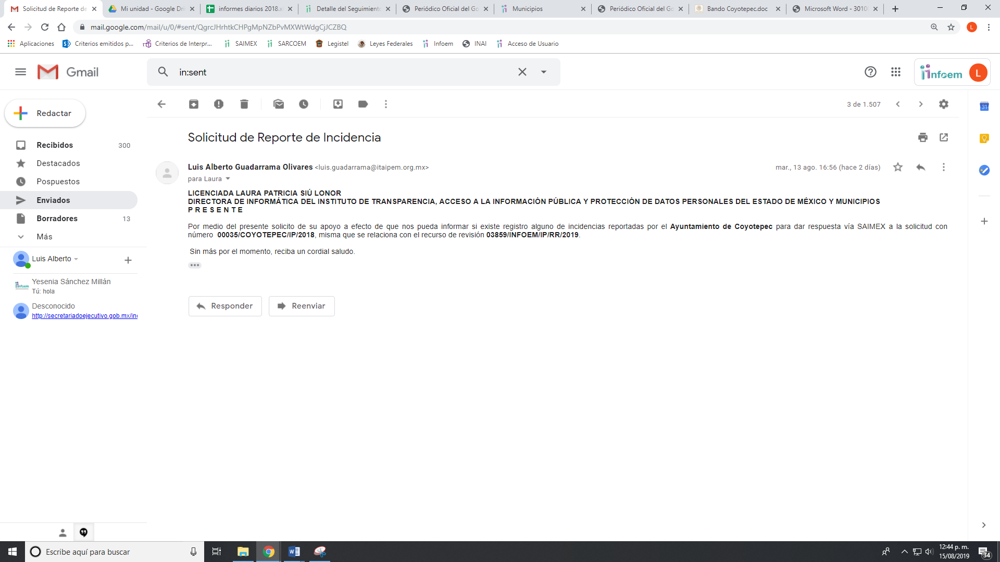 Solicitud de Reporte de
Mi unidad - Google Dri
informes diarios 2018.x
Detalle del Seguimiento
Periódico Oficial del Go
Municipios
Periódico Oficial del Go
Bando Coyotepec.doc
Microsoft Word - 3010
mail.google.com/mail/u/0/#sent/QgrcJHrhtkCHPgMpNZbPvMXWtWdgCjJCZBQ
L
Aplicaciones
Criterios emitidos p...
Criterios de Interpr...
SAIMEX
SARCOEM
Legistel
Leyes Federales
Infoem
INAI
Acceso de Usuario
Gmail
in:sent
infoem
L
Redactar
3 de 1.507
31
Recibidos 300
Destacados
Pospuestos
Enviados
Borradores 13
Más
Luis Alberto
Yesenia Sánchez Millán
Tú: hola
infoem
Desconocido
http://secretariadoejecutivo.gob.mx/in
Solicitud de Reporte de Incidencia
Luis Alberto Guadarrama Olivares <luis.guadarrama@itaipem.org.mx>
mar., 13 ago. 16:56 (hace 2 días)
para Laura
LICENCIADA LAURA PATRICIA SIÚ LONOR
DIRECTORA DE INFORMÁTICA DEL INSTITUTO DE TRANSPARENCIA, ACCESO A LA INFORMACIÓN PÚBLICA Y PROTECCIÓN DE DATOS PERSONALES DEL ESTADO DE MÉXICO Y MUNICIPIOS
P R E S E N T E
Por medio del presente solicito de su apoyo a efecto de que nos pueda informar si existe registro alguno de incidencias reportadas por el Ayuntamiento de Coyotepec para dar respuesta vía SAIMEX a la solicitud con
número 00035/COYOTEPEC/IP/2018, misma que se relaciona con el recurso de revisión 03859/INFOEM/IP/RR/2019.
Sin más por el momento, reciba un cordial saludo.
Responder
Reenviar
Escribe aquí para buscar
12:44 p. m.
15/08/2019
34